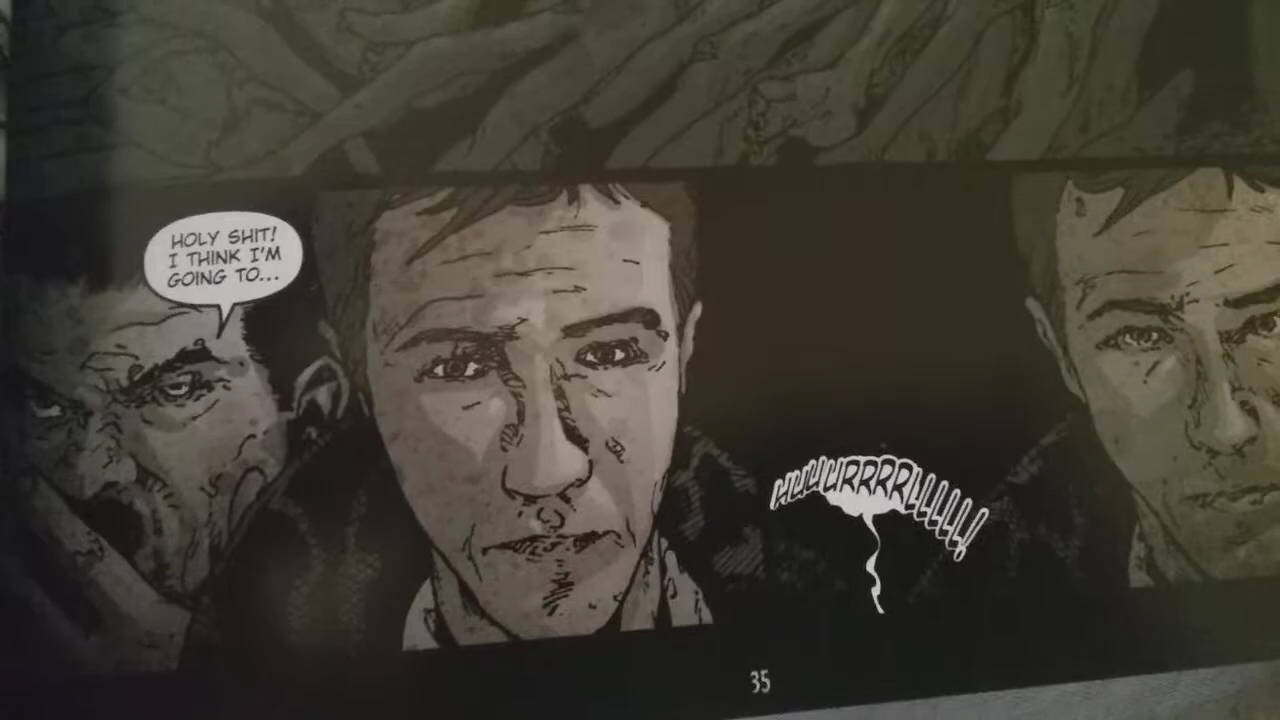 HOLY SHIT!
I THINK I'M
GOING TO...
HUUURRRRLLLLL!
35